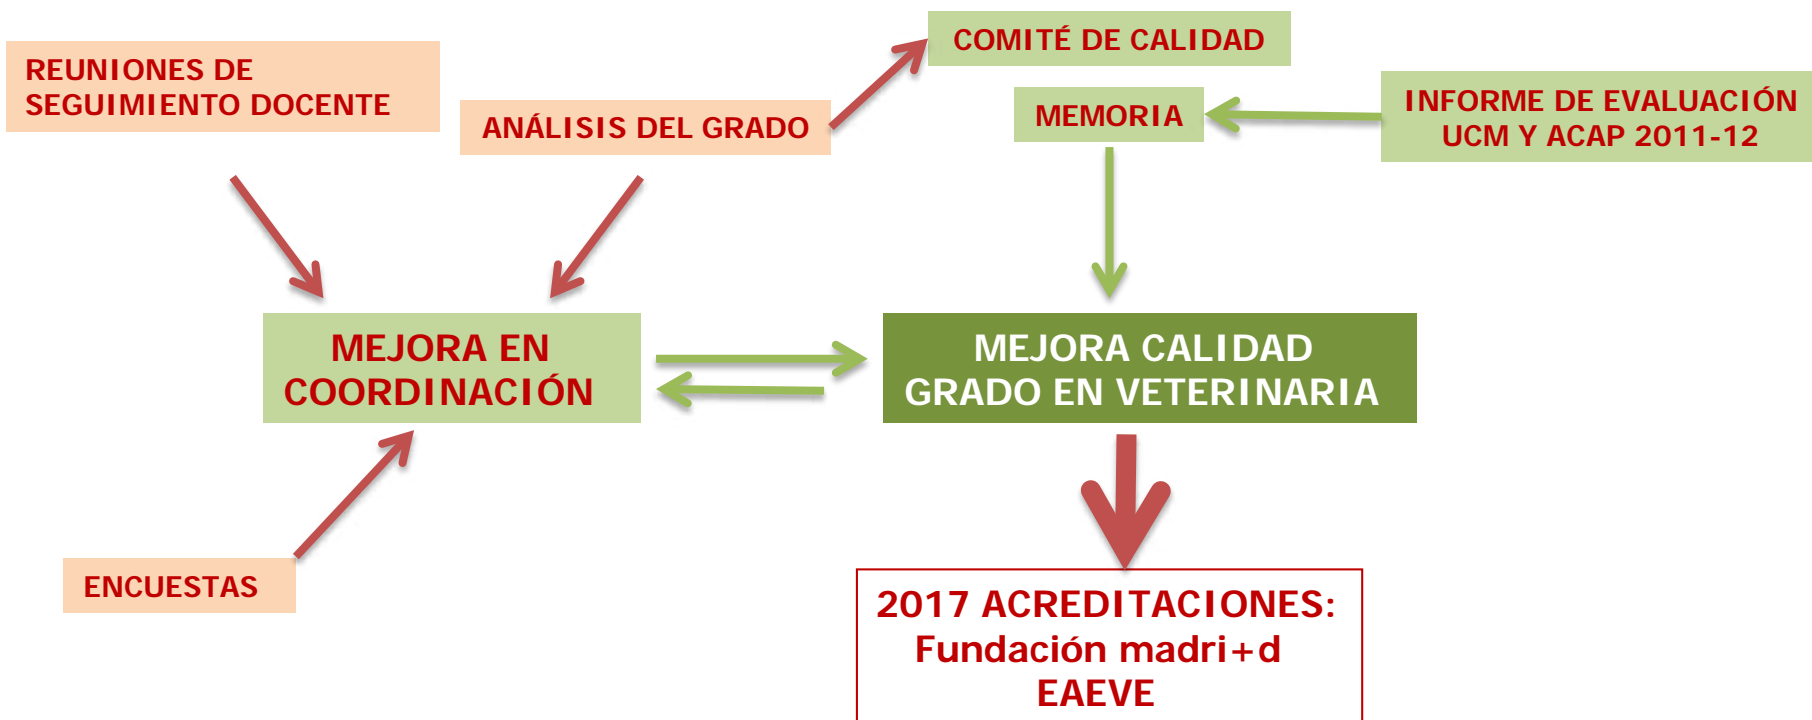 REUNIONES DE
SEGUIMIENTO DOCENTE
ANÁLISIS DEL GRADO
COMITÉ DE CALIDAD
MEMORIA
INFORME DE EVALUACIÓN
UCM Y ACAP 2011-12
MEJORA EN
COORDINACIÓN
MEJORA CALIDAD
GRADO EN VETERINARIA
ENCUESTAS
2017 ACREDITACIONES:
Fundación madri+d
EAEVE